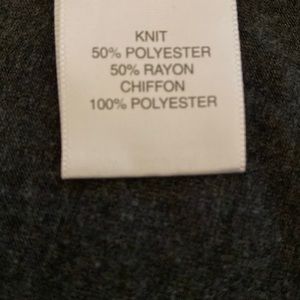 KNIT
50% POLYESTER
50% RAYON
CHIFFON
100% POLYESTER